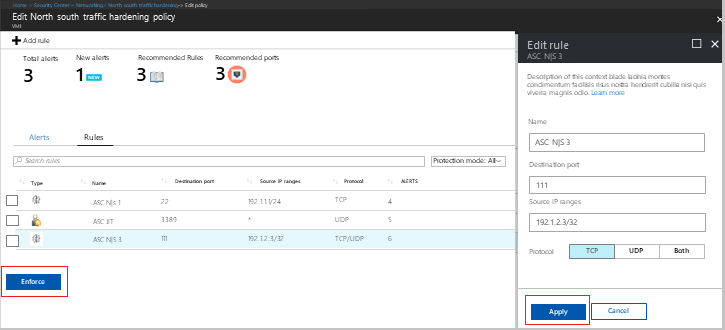 Home > Security Center – Networking > North south traffic hardening > Edit policy
Edit North south traffic hardening policy
VM1
Add rule
Total alerts
3
New alerts
1 NEW
Recommended Rules
3
Recommended ports
3
Alerts
Rules
Search rules
Protection mode: All
Type Name Destination port Source IP ranges Protocol ALERTS
ASC NJS 1 22 192.1.1.1/24 TCP 4
ASC JIT 3389 * UDP 5
ASC NJS 3 111 192.1.2.3/32 TCP/UDP 6
Enforce
Edit rule
ASC NJS 3
Description of this context blade lacinia montes
condimentum facilisis risus nostra hendrerit cubilia nisi quis
viverra magnis odio. Learn more
Name
ASC NJS 3
Destination port
111
Source IP ranges
192.1.2.3/32
Protocol TCP UDP Both
Apply Cancel